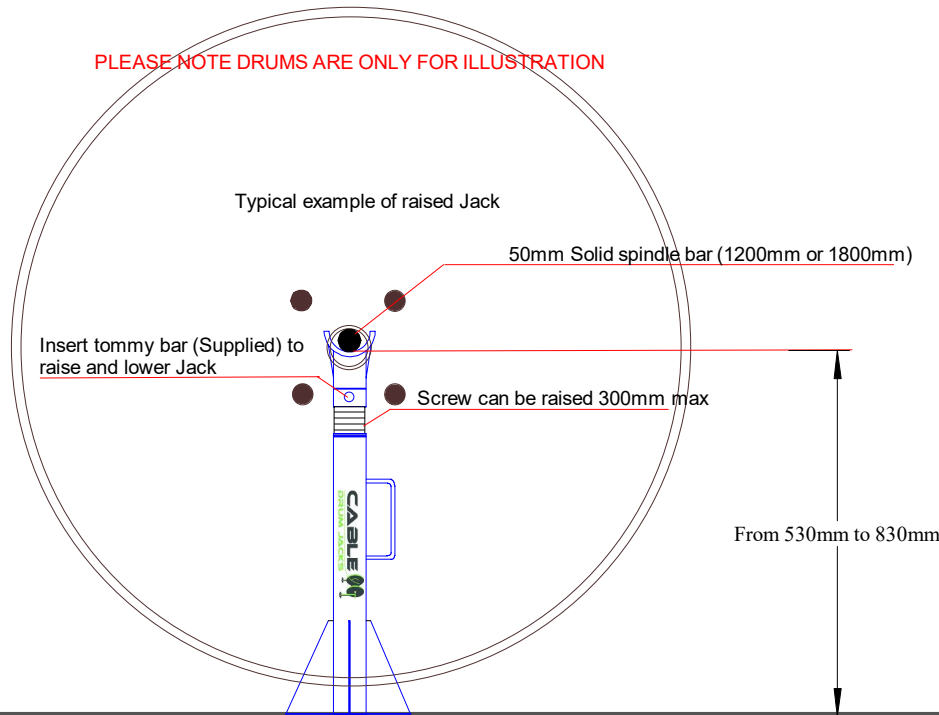 PLEASE NOTE DRUMS ARE ONLY FOR ILLUSTRATION
Typical example of raised Jack
50mm Solid spindle bar (1200mm or 1800mm)
Insert tommy bar (Supplied) to
raise and lower Jack
Screw can be raised 300mm max
From 530mm to 830mm
CABLE
DRUM JACKS